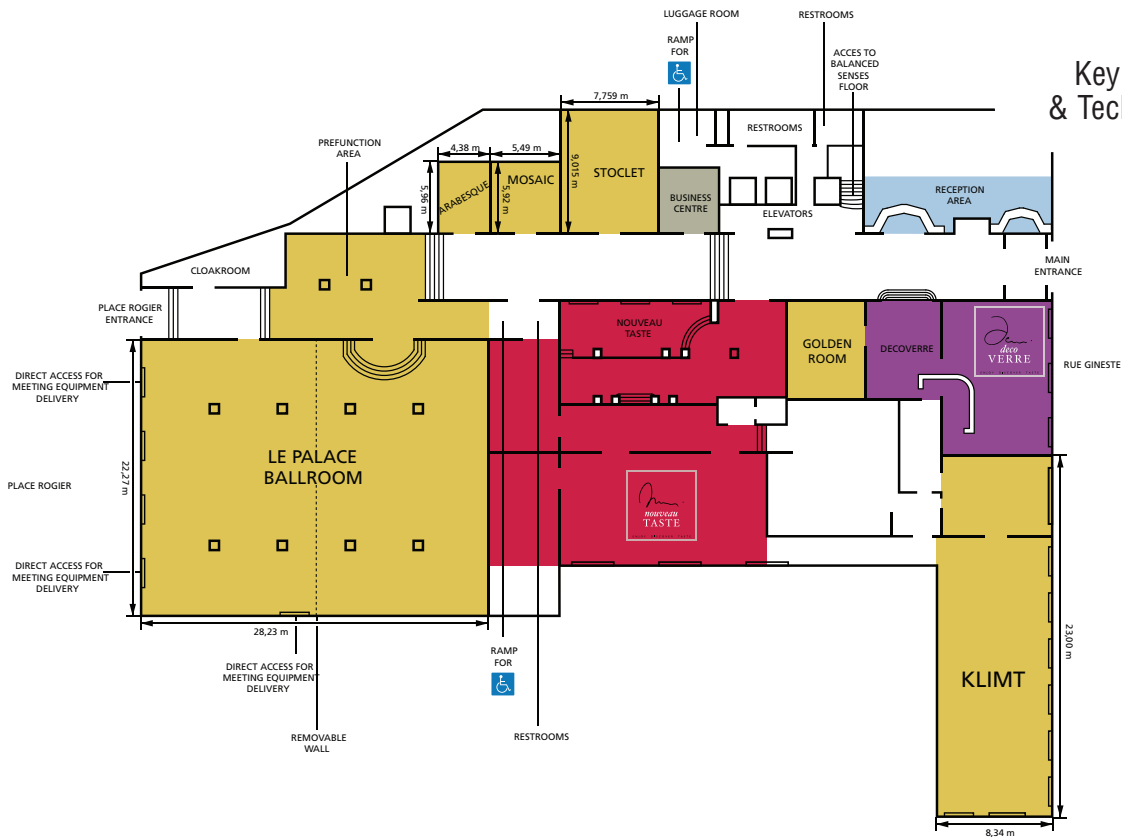 LUGGAGE ROOM
RESTROOMS
RAMP
FOR
ACCES TO
BALANCED
SENSES
FLOOR
Key
& Tech
7,759 m
RESTROOMS
PREFUNCTION
AREA
4,38 m
5,49 m
9,015 m
STOCLET
MOSAIC
ARABESQUE
5,96 m
5,92 m
BUSINESS
CENTRE
RECEPTION
AREA
ELEVATORS
CLOAKROOM
MAIN
ENTRANCE
PLACE ROGIER
ENTRANCE
NOUVEAU
TASTE
GOLDEN
ROOM
DECOVERRE
deco
VERRE
RUE GINESTE
DIRECT ACCESS FOR
MEETING EQUIPMENT
DELIVERY
LE PALACE
BALLROOM
22,27 m
PLACE ROGIER
nouveau
TASTE
DIRECT ACCESS FOR
MEETING EQUIPMENT
DELIVERY
28,23 m
23,00 m
RAMP
FOR
DIRECT ACCESS FOR
MEETING EQUIPMENT
DELIVERY
KLIMT
REMOVABLE
WALL
RESTROOMS
8,34 m